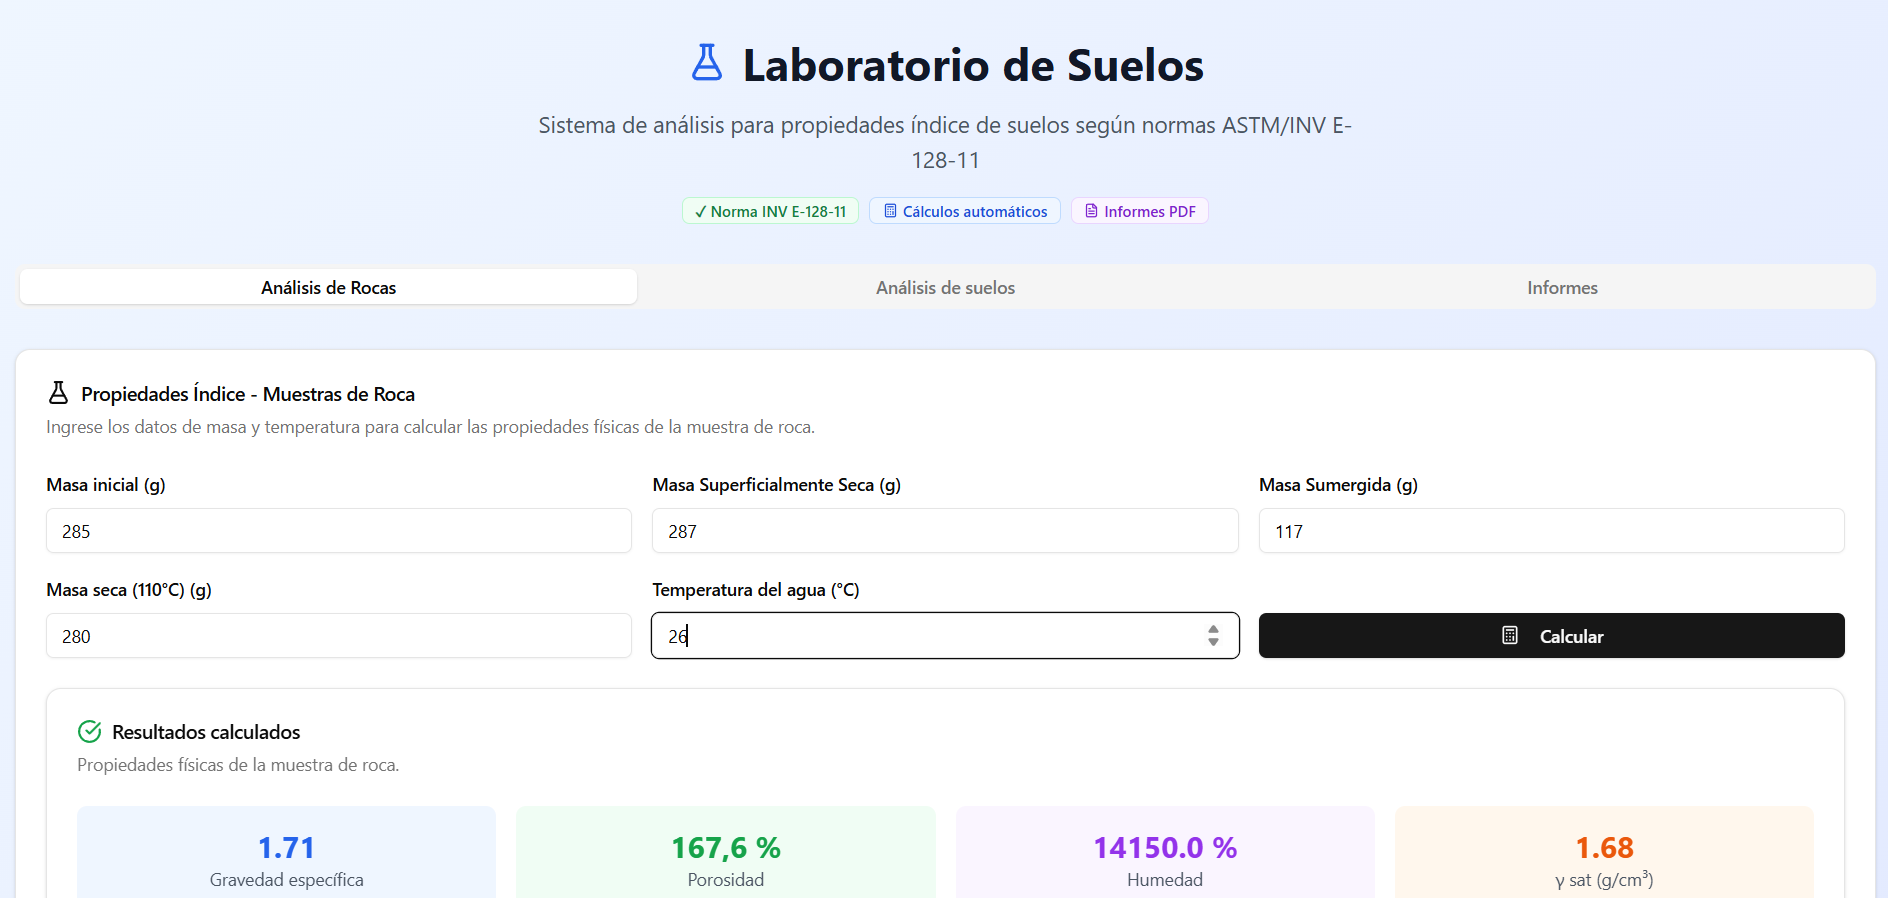 Laboratorio de Suelos
Sistema de análisis para propiedades índice de suelos según normas ASTM/INV E-
128-11
✓ Norma INV E-128-11
Cálculos automáticos
Informes PDF
Análisis de Rocas
Análisis de suelos
Informes
Propiedades Índice - Muestras de Roca
Ingrese los datos de masa y temperatura para calcular las propiedades físicas de la muestra de roca.
Masa inicial (g)
Masa Superficialmente Seca (g)
Masa Sumergida (g)
285
287
117
Masa seca (110°C) (g)
Temperatura del agua (°C)
280
26
Calcular
Resultados calculados
Propiedades físicas de la muestra de roca.
1.71
167,6 %
14150.0 %
1.68
Gravedad específica
Porosidad
Humedad
γ sat (g/cm³)